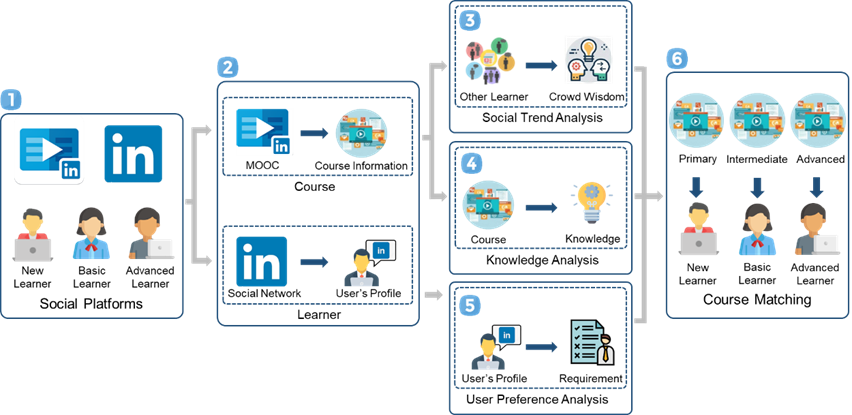 1
in
in
New
Learner
Basic
Learner
Advanced
Learner
Social Platforms
2
in
MOOC
Course Information
Course
in
in
Social Network
User's Profile
Learner
3
Other Learner
Crowd Wisdom
Social Trend Analysis
4
Course
Knowledge
Knowledge Analysis
5
in
User's Profile
Requirement
User Preference Analysis
6
Primary
Intermediate
Advanced
New
Learner
Basic
Learner
Advanced
Learner
Course Matching